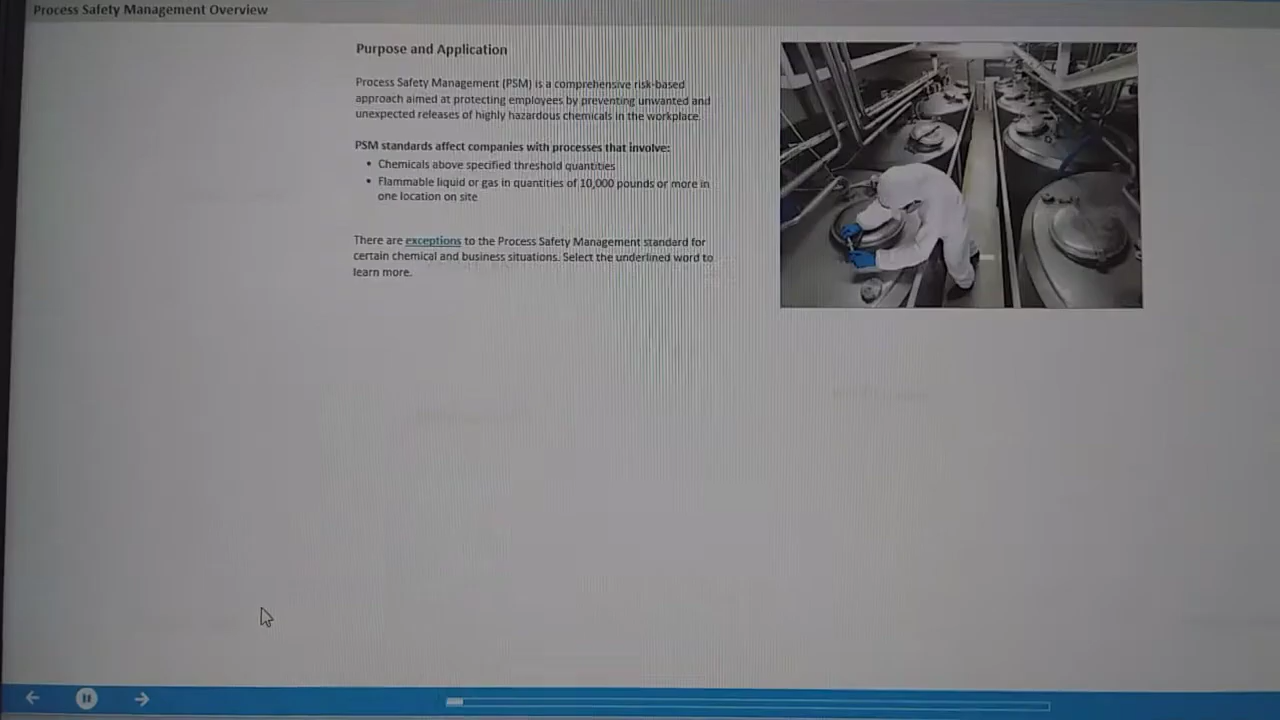 Process Safety Management Overview
Purpose and Application
Process Safety Management (PSM) is a comprehensive risk-based
approach aimed at protecting employees by preventing unwanted and
unexpected releases of highly hazardous chemicals in the workplace.
PSM standards affect companies with processes that involve:
• Chemicals above specified threshold quantities
• Flammable liquid or gas in quantities of 10,000 pounds or more in
one location on site
There are exceptions to the Process Safety Management standard for
certain chemical and business situations. Select the underlined word to
learn more.